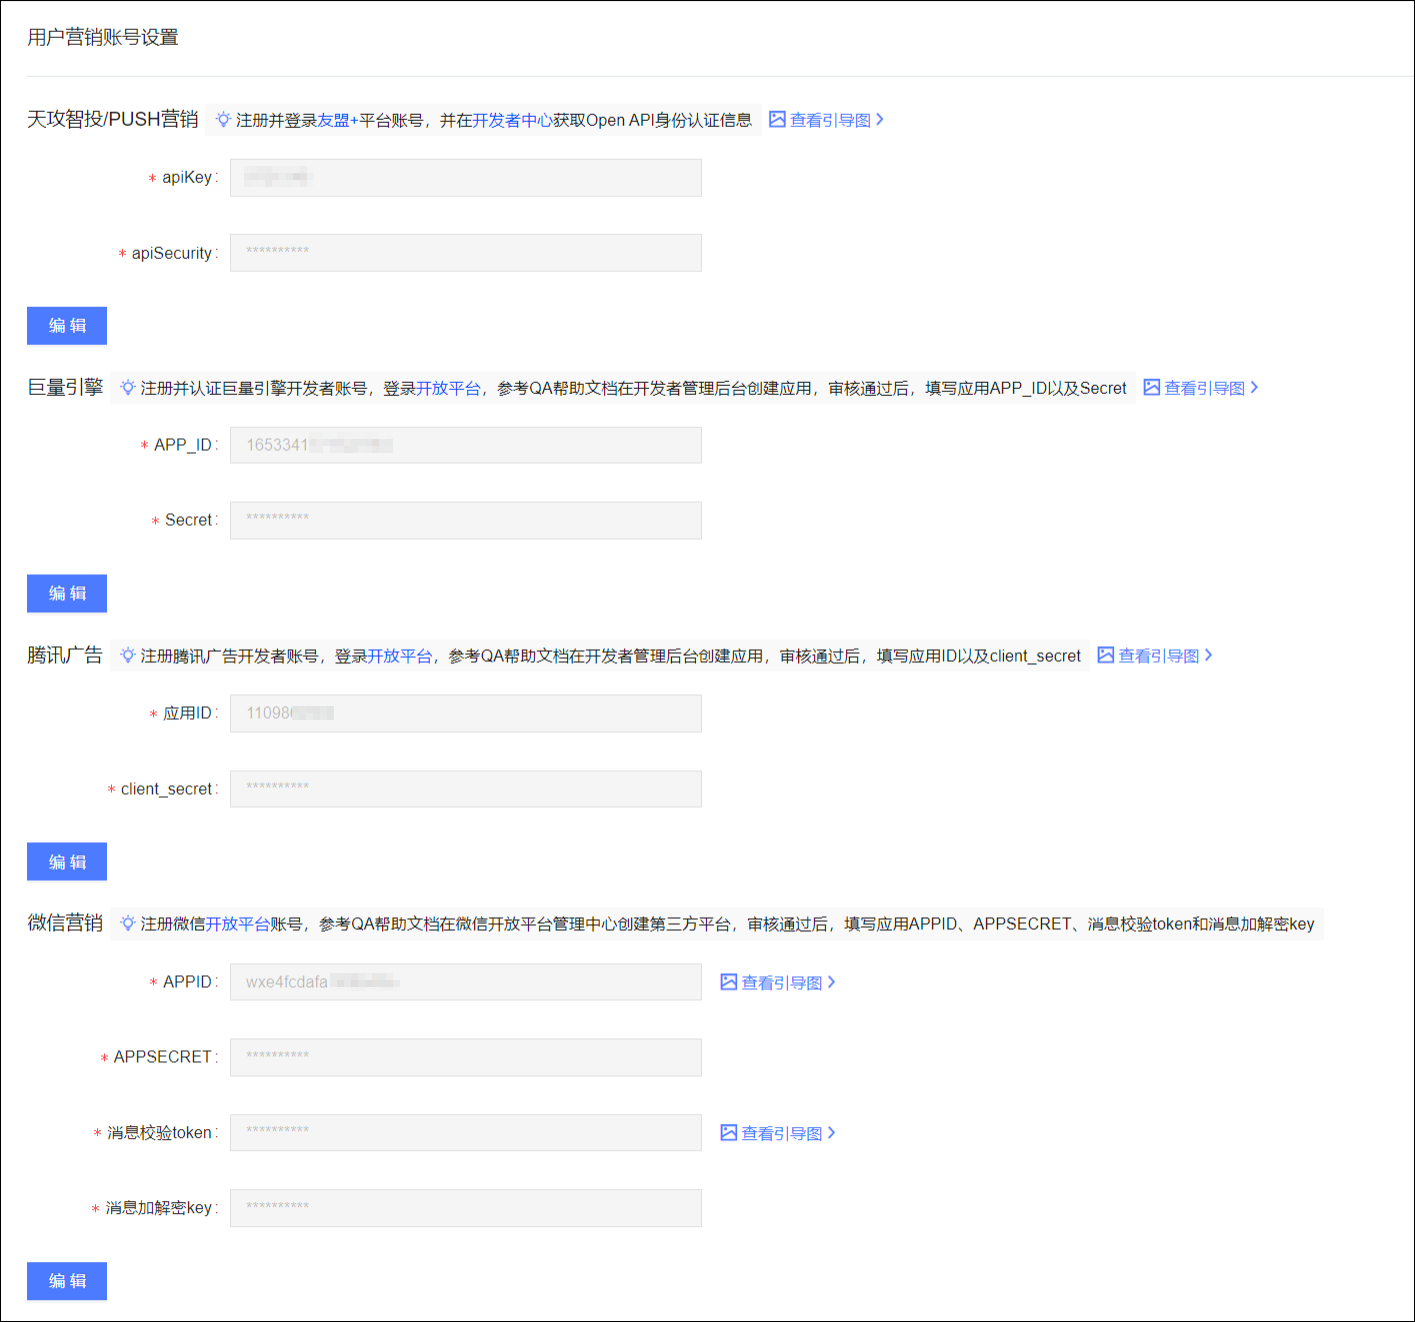 用户营销账号设置
天攻智投/PUSH营销 注册并登录友盟+平台账号，并在开发者中心获取Open API身份认证信息 查看引导图
* apiKey:
* apiSecurity: **********
编 辑
巨量引擎 注册并认证巨量引擎开发者账号，登录开放平台，参考QA帮助文档在开发者管理后台创建应用，审核通过后，填写应用APP_ID以及Secret 查看引导图
* APP_ID: 1653341
* Secret: **********
编 辑
腾讯广告 注册腾讯广告开发者账号，登录开放平台，参考QA帮助文档在开发者管理后台创建应用，审核通过后，填写应用ID以及client_secret 查看引导图
* 应用ID: 11098
* client_secret: **********
编 辑
微信营销 注册微信开放平台账号，参考QA帮助文档在微信开放平台管理中心创建第三方平台，审核通过后，填写应用APPID、APPSECRET、消息校验token和消息加解密key
* APPID: wxe4fcdafa 查看引导图
* APPSECRET: **********
* 消息校验token: ********** 查看引导图
* 消息加解密key: **********
编 辑